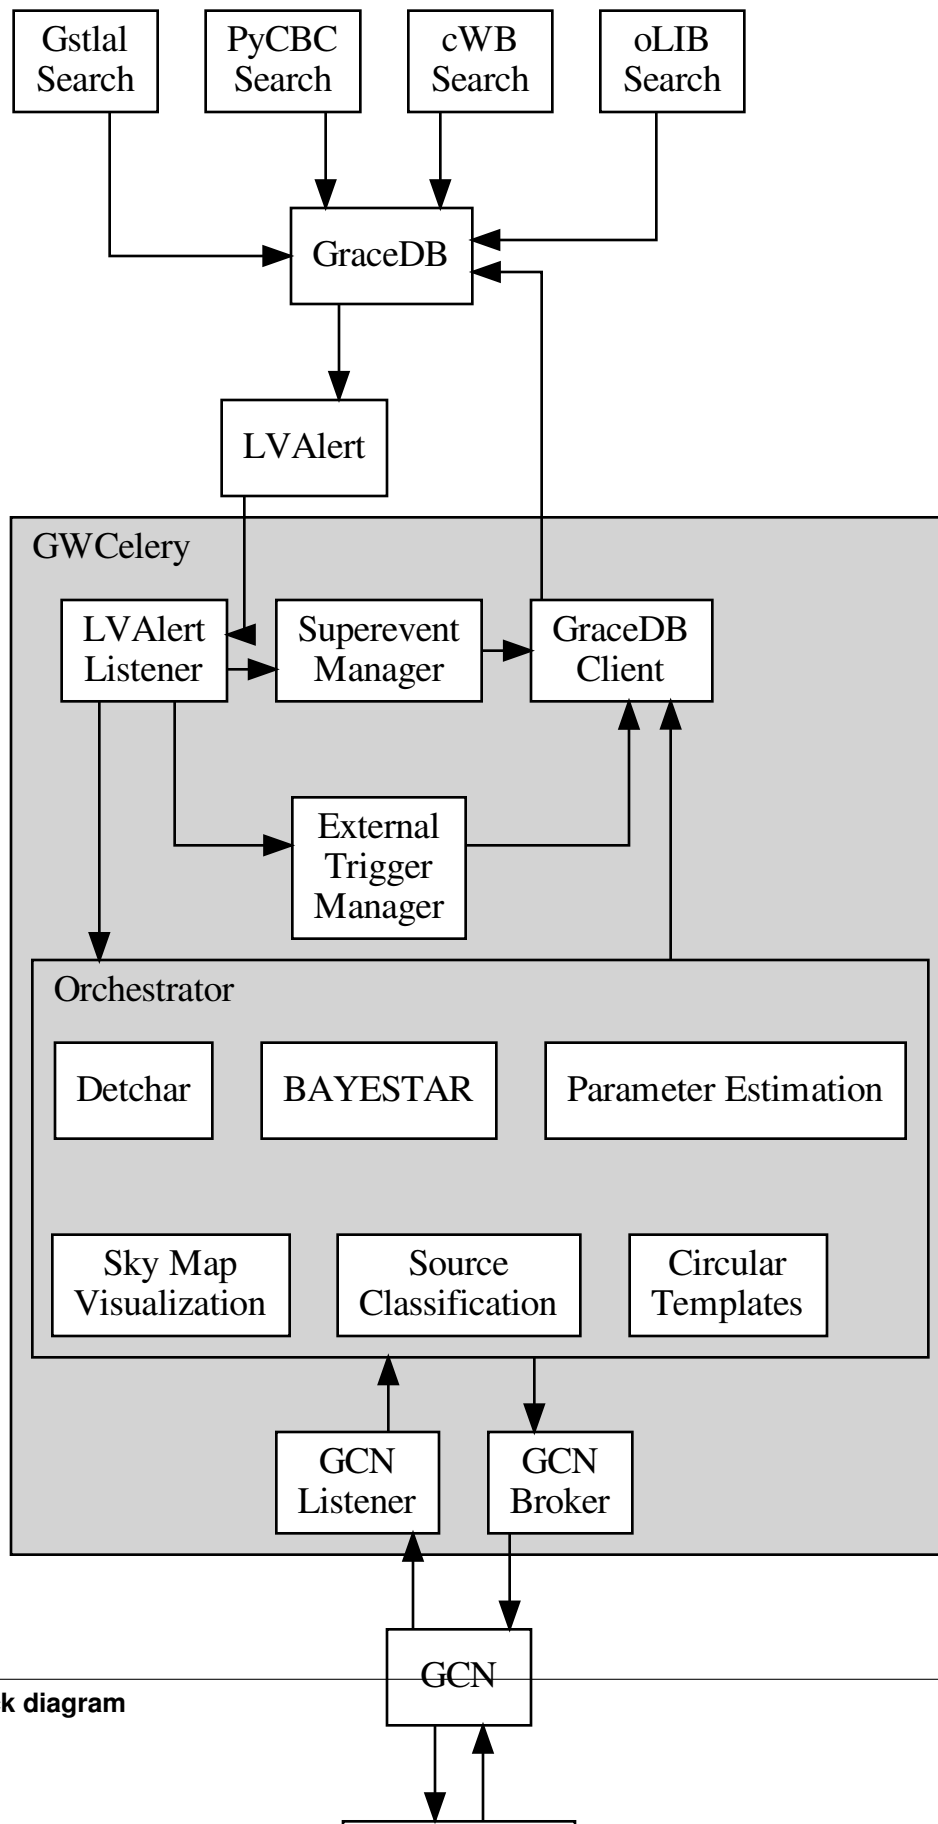 Gstlal
Search
PyCBC
Search
cWB
Search
oLIB
Search
GraceDB
LVAlert
GWCelery
LVAlert
Listener
Superevent
Manager
GraceDB
Client
External
Trigger
Manager
Orchestrator
Detchar
BAYESTAR
Parameter Estimation
Sky Map
Visualization
Source
Classification
Circular
Templates
GCN
Listener
GCN
Broker
GCN
diagram